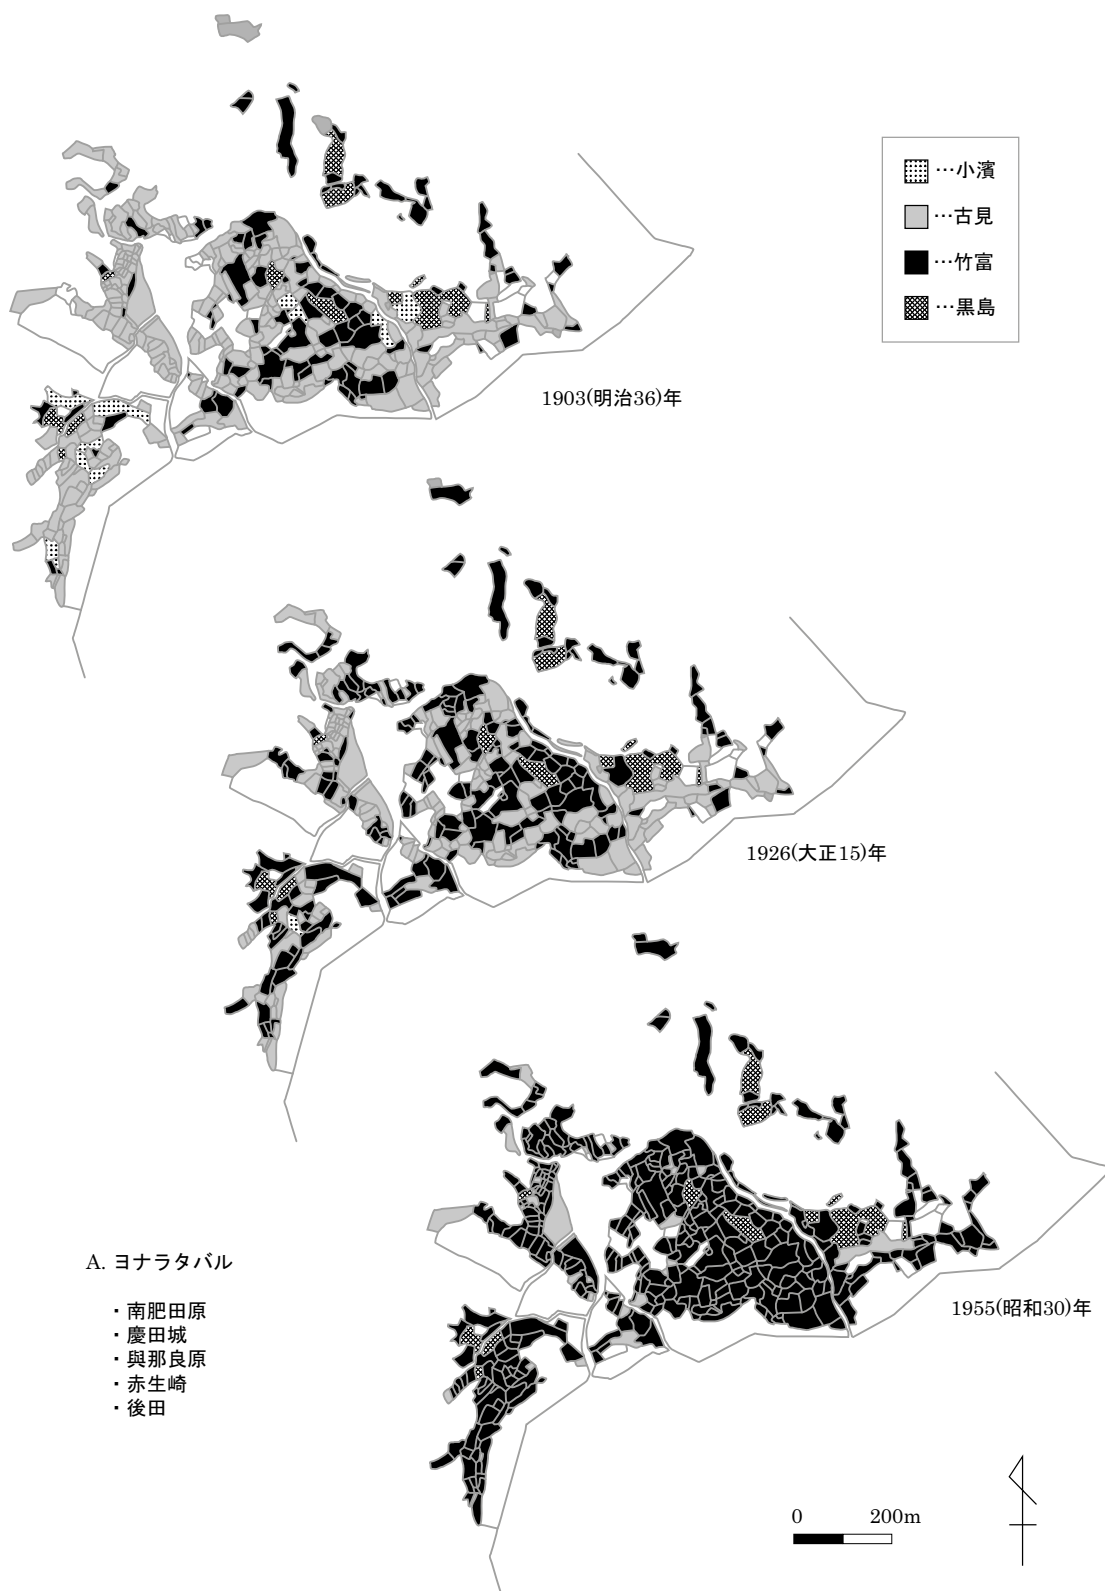 …小濱
…古見
…竹富
…黒島
1903(明治36)年
1926(大正15)年
1955(昭和30)年
A. ヨナラタバル
・南肥田原
・慶田城
・與那良原
・赤生崎
・後田
0 200m